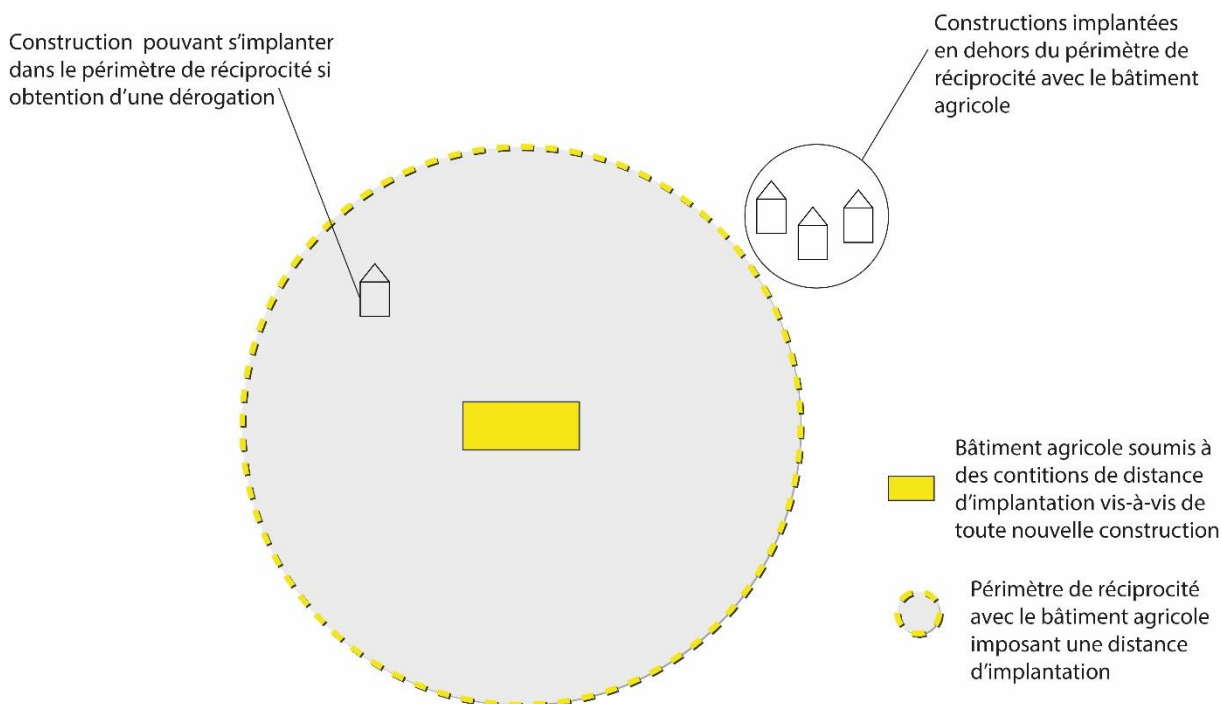 Construction pouvant s'implanter
dans le périmètre de réciprocité si
obtention d'une dérogation
Constructions implantées
en dehors du périmètre de
réciprocité avec le bâtiment
agricole
Bâtiment agricole soumis à
des contitions de distance
d'implantation vis-à-vis de
toute nouvelle construction
Périmètre de réciprocité
avec le bâtiment agricole
imposant une distance
d'implantation